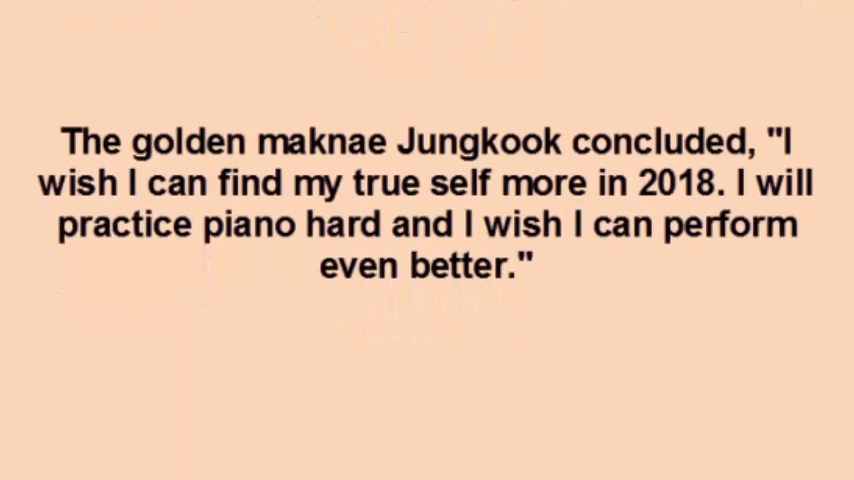 The golden maknae Jungkook concluded, "I
wish I can find my true self more in 2018. I will
practice piano hard and I wish I can perform
even better."